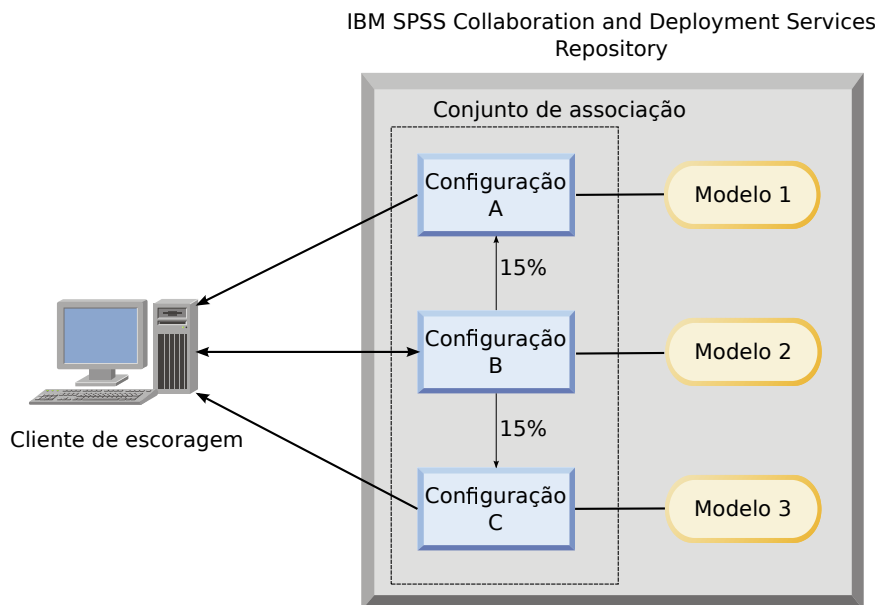 IBM SPSS Collaboration and Deployment Services
Repository
Conjunto de associação
Configuração
A
Modelo 1
15%
Configuração
B
Modelo 2
Cliente de escoragem
15%
Configuração
C
Modelo 3